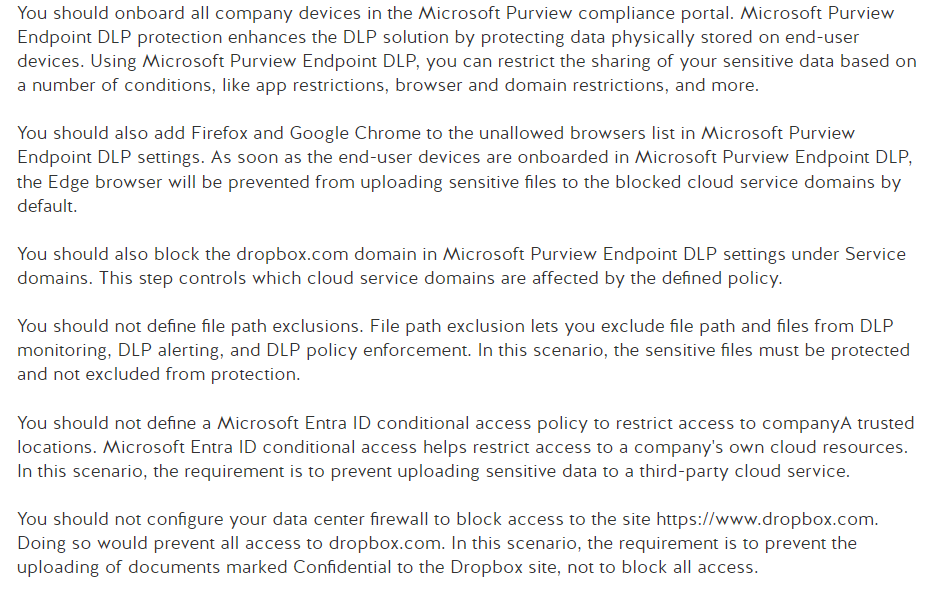 You should onboard all company devices in the Microsoft Purview compliance portal. Microsoft Purview
Endpoint DLP protection enhances the DLP solution by protecting data physically stored on end-user
devices. Using Microsoft Purview Endpoint DLP, you can restrict the sharing of your sensitive data based on
a number of conditions, like app restrictions, browser and domain restrictions, and more.
You should also add Firefox and Google Chrome to the unallowed browsers list in Microsoft Purview
Endpoint DLP settings. As soon as the end-user devices are onboarded in Microsoft Purview Endpoint DLP,
the Edge browser will be prevented from uploading sensitive files to the blocked cloud service domains by
default.
You should also block the dropbox.com domain in Microsoft Purview Endpoint DLP settings under Service
domains. This step controls which cloud service domains are affected by the defined policy.
You should not define file path exclusions. File path exclusion lets you exclude file path and files from DLP
monitoring, DLP alerting, and DLP policy enforcement. In this scenario, the sensitive files must be protected
and not excluded from protection.
You should not define a Microsoft Entra ID conditional access policy to restrict access to companyA trusted
locations. Microsoft Entra ID conditional access helps restrict access to a company's own cloud resources.
In this scenario, the requirement is to prevent uploading sensitive data to a third-party cloud service.
You should not configure your data center firewall to block access to the site https://www.dropbox.com.
Doing so would prevent all access to dropbox.com. In this scenario, the requirement is to prevent the
uploading of documents marked Confidential to the Dropbox site, not to block all access.